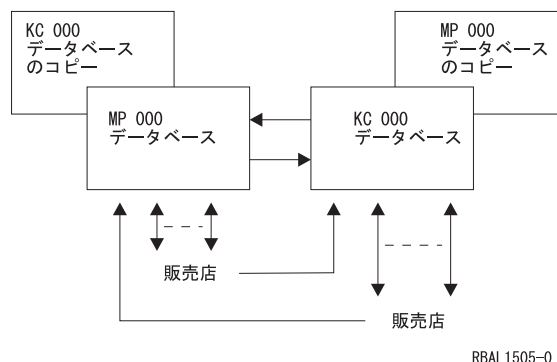 KC 000
データベース
のコピー
MP 000
データベース
のコピー
MP 000
データベース
KC 000
データベース
販売店
販売店
RBAL1505-0